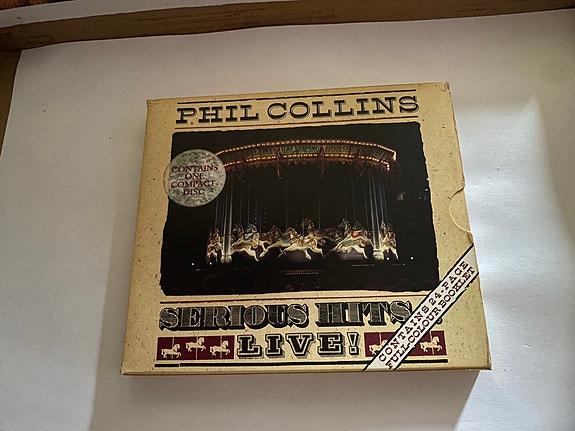 PHIL COLLINS
CONTAINS
ONE
COMPACT
DISC
SERIOUS HITS
LIVE!
CONTAINS 24-PAGE
FULL-COLOUR BOOKLET